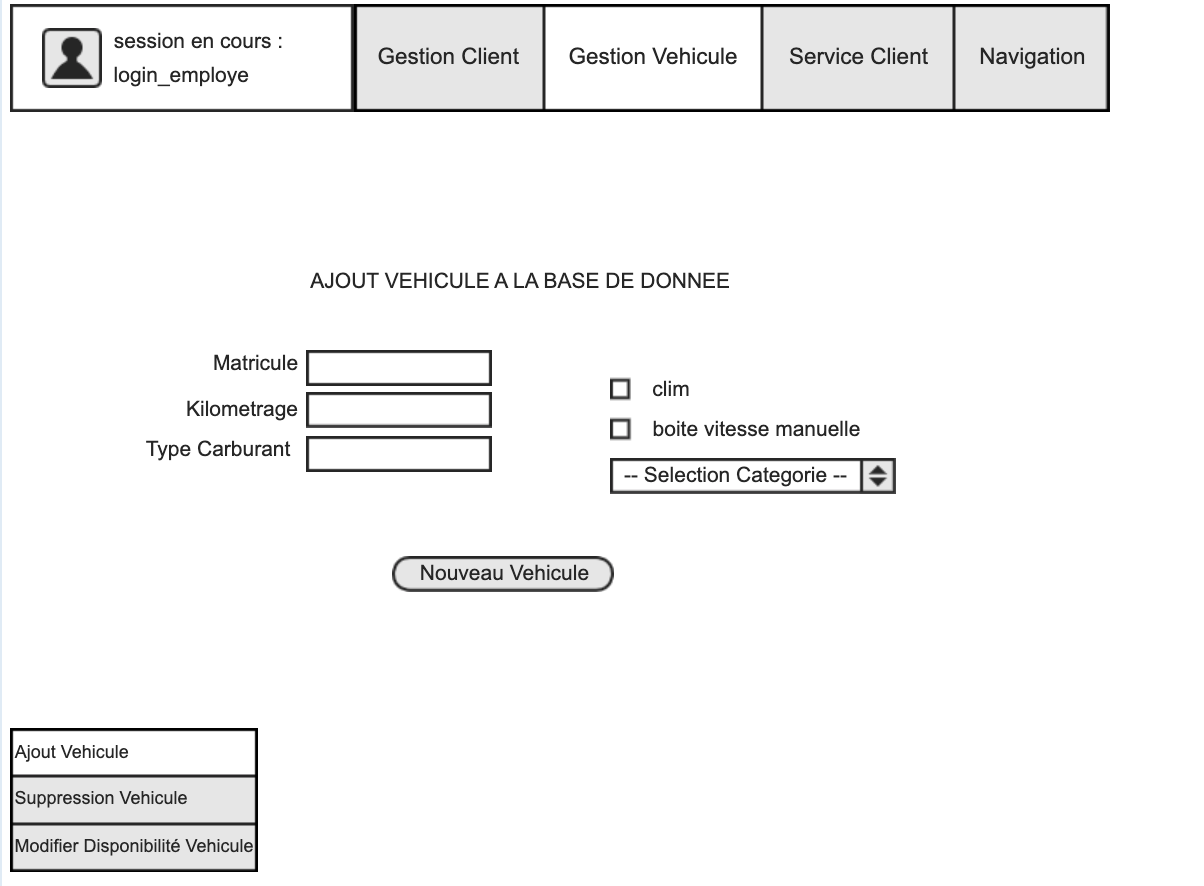 session en cours :
login_employe
Gestion Client
Gestion Vehicule
Service Client
Navigation
AJOUT VEHICULE A LA BASE DE DONNEE
Matricule
Kilometrage
Type Carburant
clim
boite vitesse manuelle
-- Selection Categorie --
Nouveau Vehicule
Ajout Vehicule
Suppression Vehicule
Modifier Disponibilité Vehicule